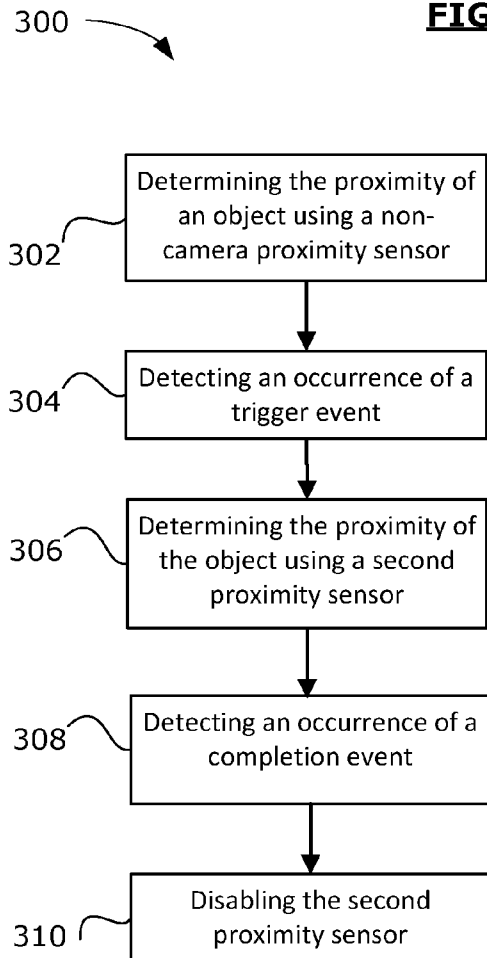 300
FIG
Determining the proximity of
an object using a non-
camera proximity sensor
302
Detecting an occurrence of a
trigger event
304
Determining the proximity of
the object using a second
proximity sensor
306
Detecting an occurrence of a
completion event
308
Disabling the second
proximity sensor
310